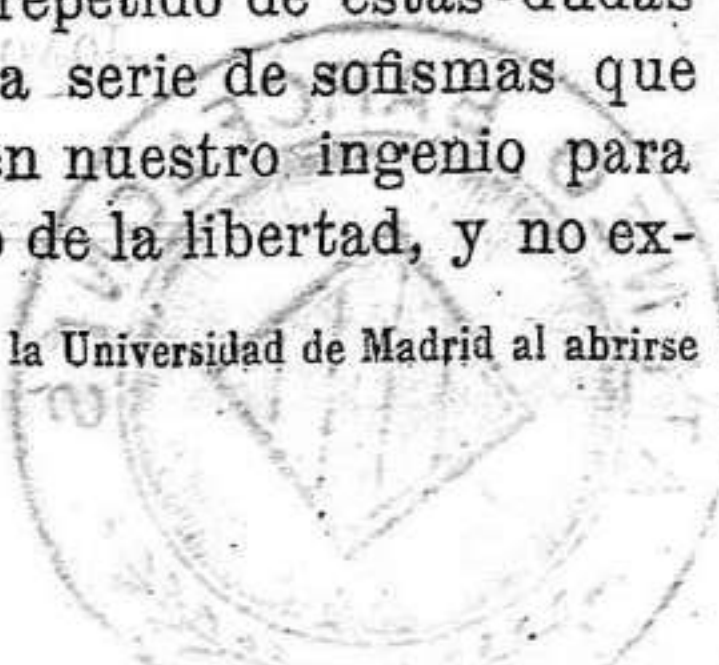 repetido de estas dudas
a serie de sofismas que
en nuestro ingenio para
o de la libertad, y no ex-
la Universidad de Madrid al abrirse